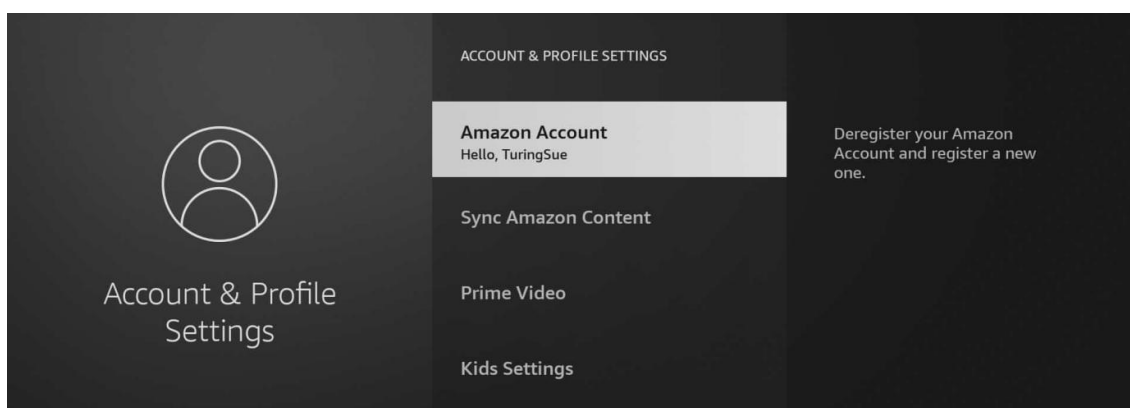 Account & Profile
Settings
ACCOUNT & PROFILE SETTINGS
Amazon Account
Hello, TuringSue
Sync Amazon Content
Prime Video
Kids Settings
Deregister your Amazon
Account and register a new
one.